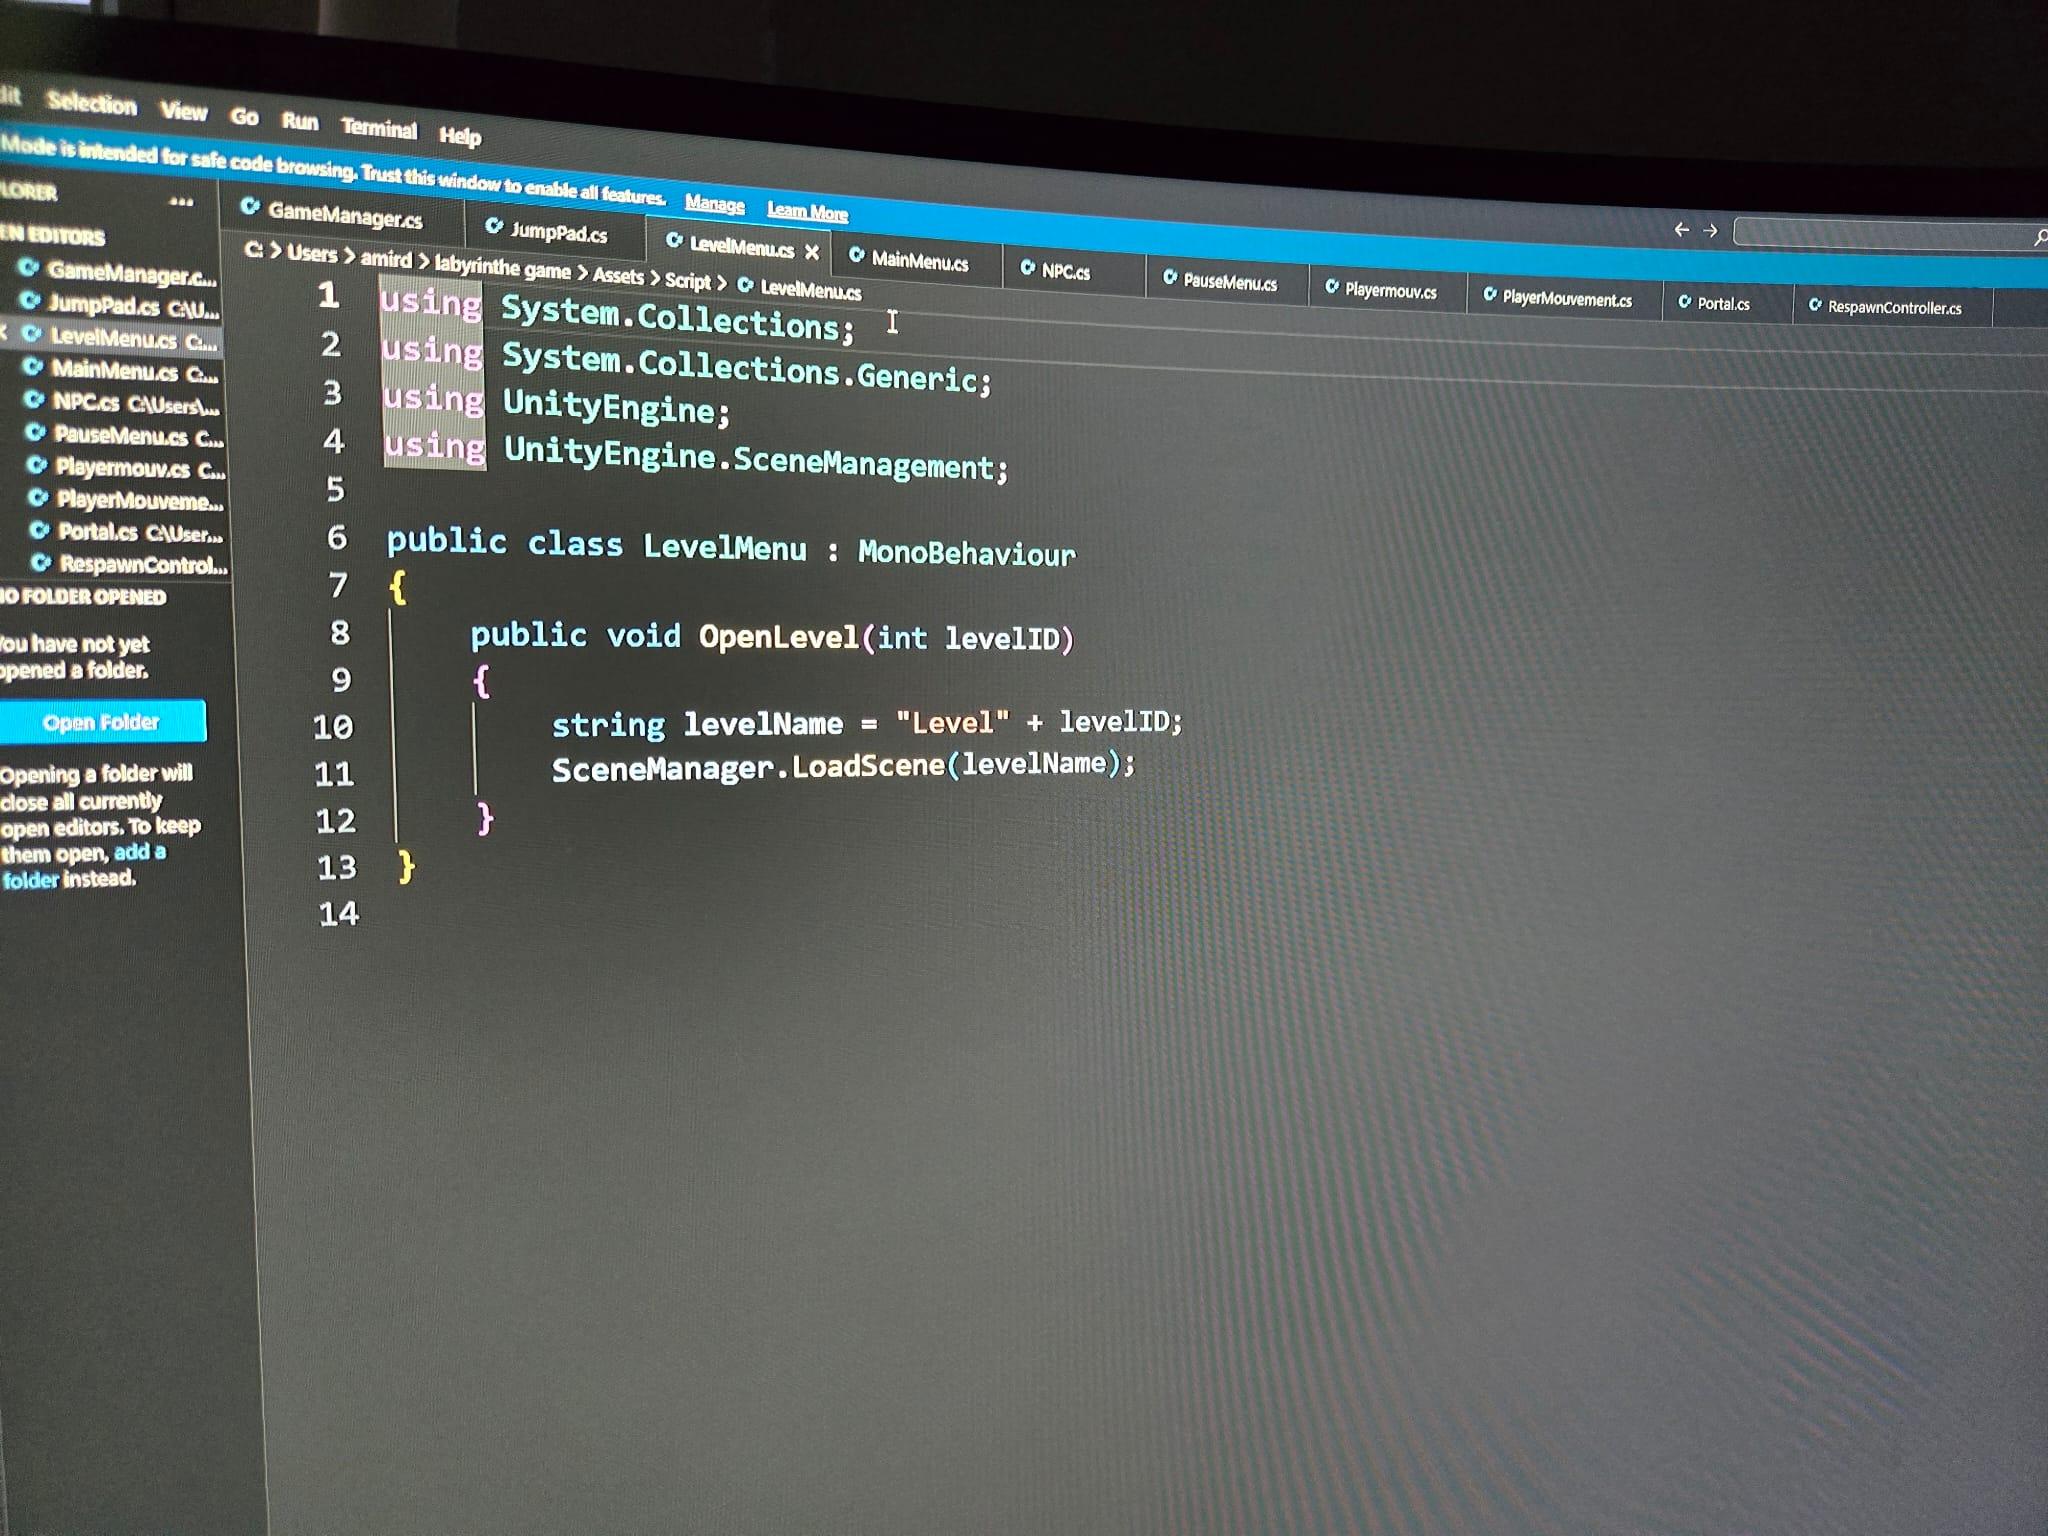 Selection View Go Run Terminal Help
Mode is intended for safe code browsing. Trust this window to enable all features. Manage Learn More
...
GameManager.cs JumpPad.cs LevelMenu.cs MainMenu.cs NPC.cs PauseMenu.cs Playermouv.cs PlayerMouvement.cs Portal.cs RespawnController.cs
C: > Users > amird > labyrinthe game > Assets > Script > LevelMenu.cs
EN EDITORS
GameManager.c...
JumpPad.cs C:\U...
LevelMenu.cs C:...
MainMenu.cs C:...
NPC.cs C:\Users\...
PauseMenu.cs C...
Playermouv.cs C...
PlayerMouveme...
Portal.cs C:\User...
RespawnControl...
NO FOLDER OPENED
You have not yet
opened a folder.
Open Folder
Opening a folder will
close all currently
open editors. To keep
them open, add a
folder instead.
1 using System.Collections;
2 using System.Collections.Generic;
3 using UnityEngine;
4 using UnityEngine.SceneManagement;
5
6 public class LevelMenu : MonoBehaviour
7 {
8 public void OpenLevel(int levelID)
9 {
10 string levelName = "Level" + levelID;
11 SceneManager.LoadScene(levelName);
12 }
13 }
14